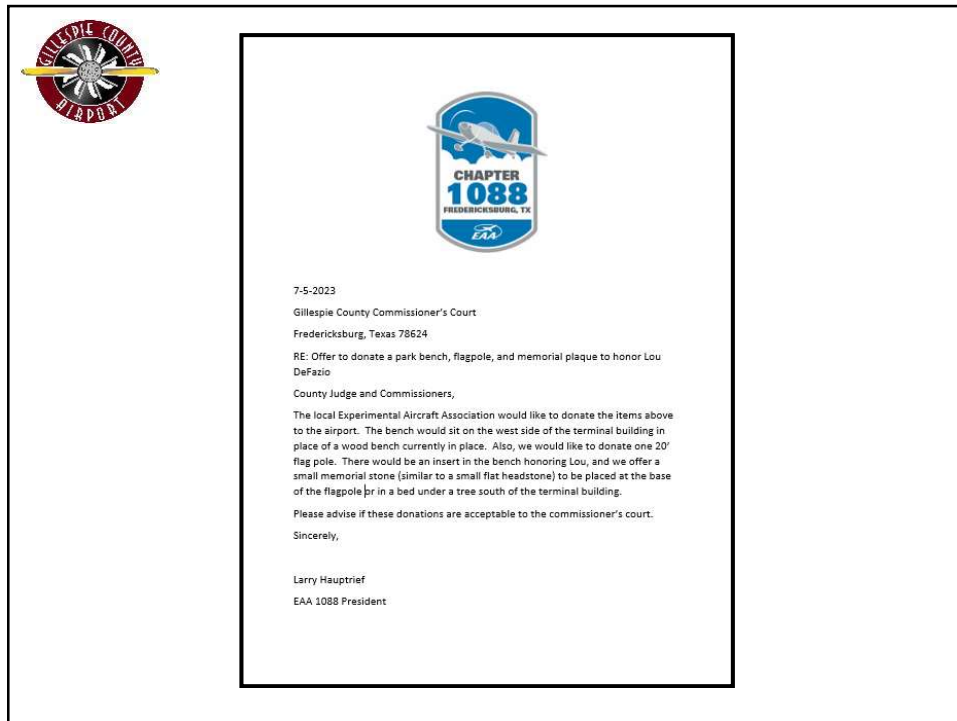 GILLESPIE COUNTY
AIRPORT
CHAPTER
1088
FREDERICKSBURG, TX
EAA
7-5-2023
Gillespie County Commissioner's Court
Fredericksburg, Texas 78624
RE: Offer to donate a park bench, flagpole, and memorial plaque to honor Lou
DeFazio
County Judge and Commissioners,
The local Experimental Aircraft Association would like to donate the items above
to the airport.  The bench would sit on the west side of the terminal building in
place of a wood bench currently in place.  Also, we would like to donate one 20'
flag pole.  There would be an insert in the bench honoring Lou, and we offer a
small memorial stone (similar to a small flat headstone) to be placed at the base
of the flagpole or in a bed under a tree south of the terminal building.
Please advise if these donations are acceptable to the commissioner's court.
Sincerely,
Larry Hauptrief
EAA 1088 President